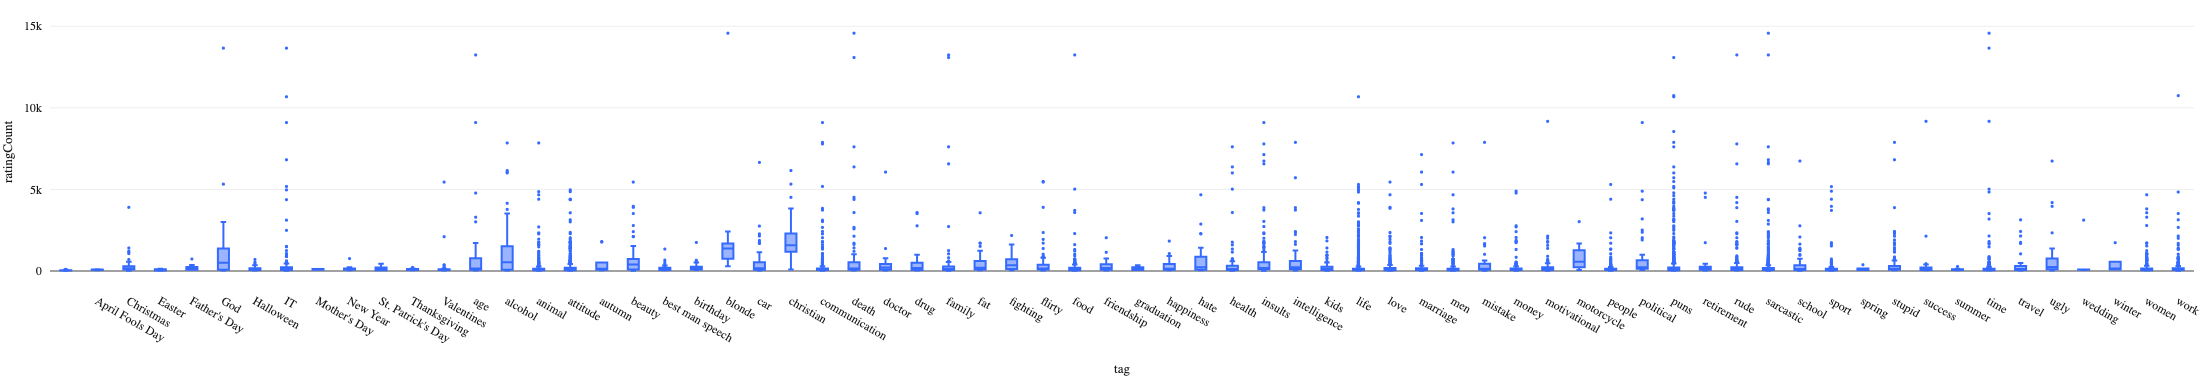 15k
10k
5k
0
ratingCount
April Fools Day
Christmas
Easter
Father's Day
God
Halloween
IT
Mother's Day
New Year
St. Patrick's Day
Thanksgiving
Valentines
age
alcohol
animal
attitude
autumn
beauty
best man speech
birthday
blonde
car
christian
communication
death
doctor
drug
family
fat
fighting
flirty
food
friendship
graduation
happiness
hate
health
insults
intelligence
kids
life
love
marriage
men
mistake
money
motivational
motorcycle
people
political
puns
retirement
rude
sarcastic
school
sport
spring
stupid
success
summer
time
travel
ugly
wedding
winter
women
work
tag